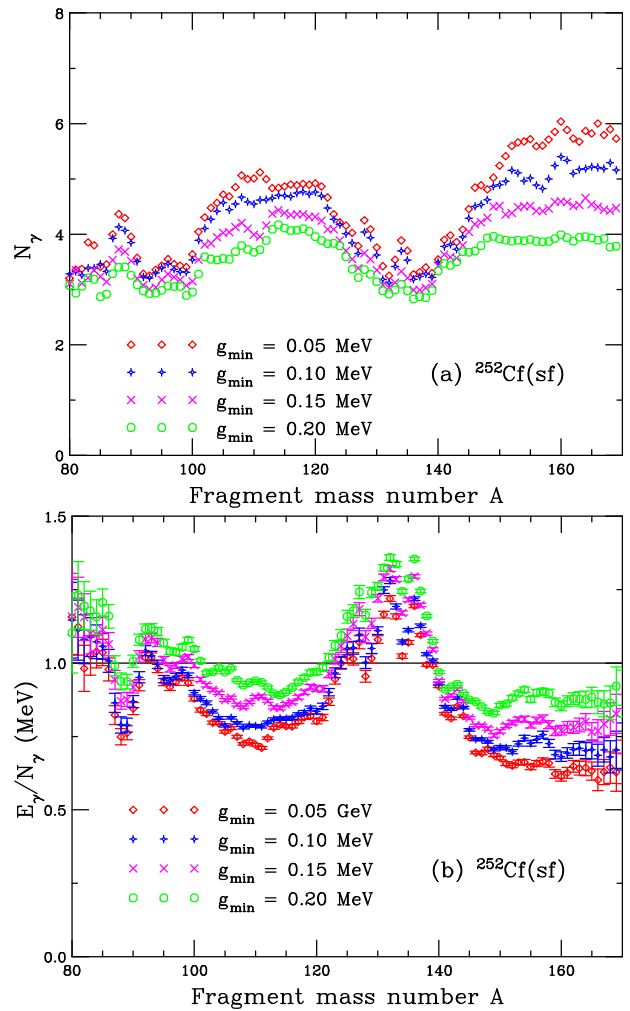 8
6
N_γ
4
2
0
g_min = 0.05 MeV
g_min = 0.10 MeV
(a) ²⁵²Cf(sf)
g_min = 0.15 MeV
g_min = 0.20 MeV
80 100 120 140 160
Fragment mass number A
1.5
1.0
E_γ/N_γ (MeV)
0.5
0.0
g_min = 0.05 GeV
g_min = 0.10 MeV
g_min = 0.15 MeV
(b) ²⁵²Cf(sf)
g_min = 0.20 MeV
80 100 120 140 160
Fragment mass number A